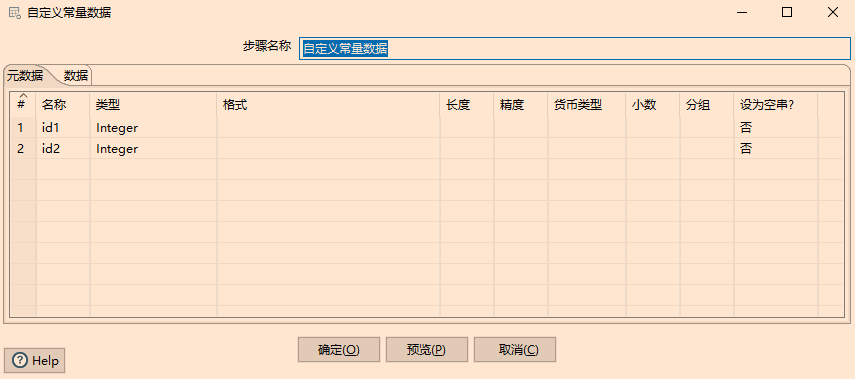 自定义常量数据
步骤名称 自定义常量数据
元数据 数据
# 名称 类型 格式 长度 精度 货币类型 小数 分组 设为空串?
1 id1 Integer 否
2 id2 Integer 否
确定(O) 预览(P) 取消(C)
? Help